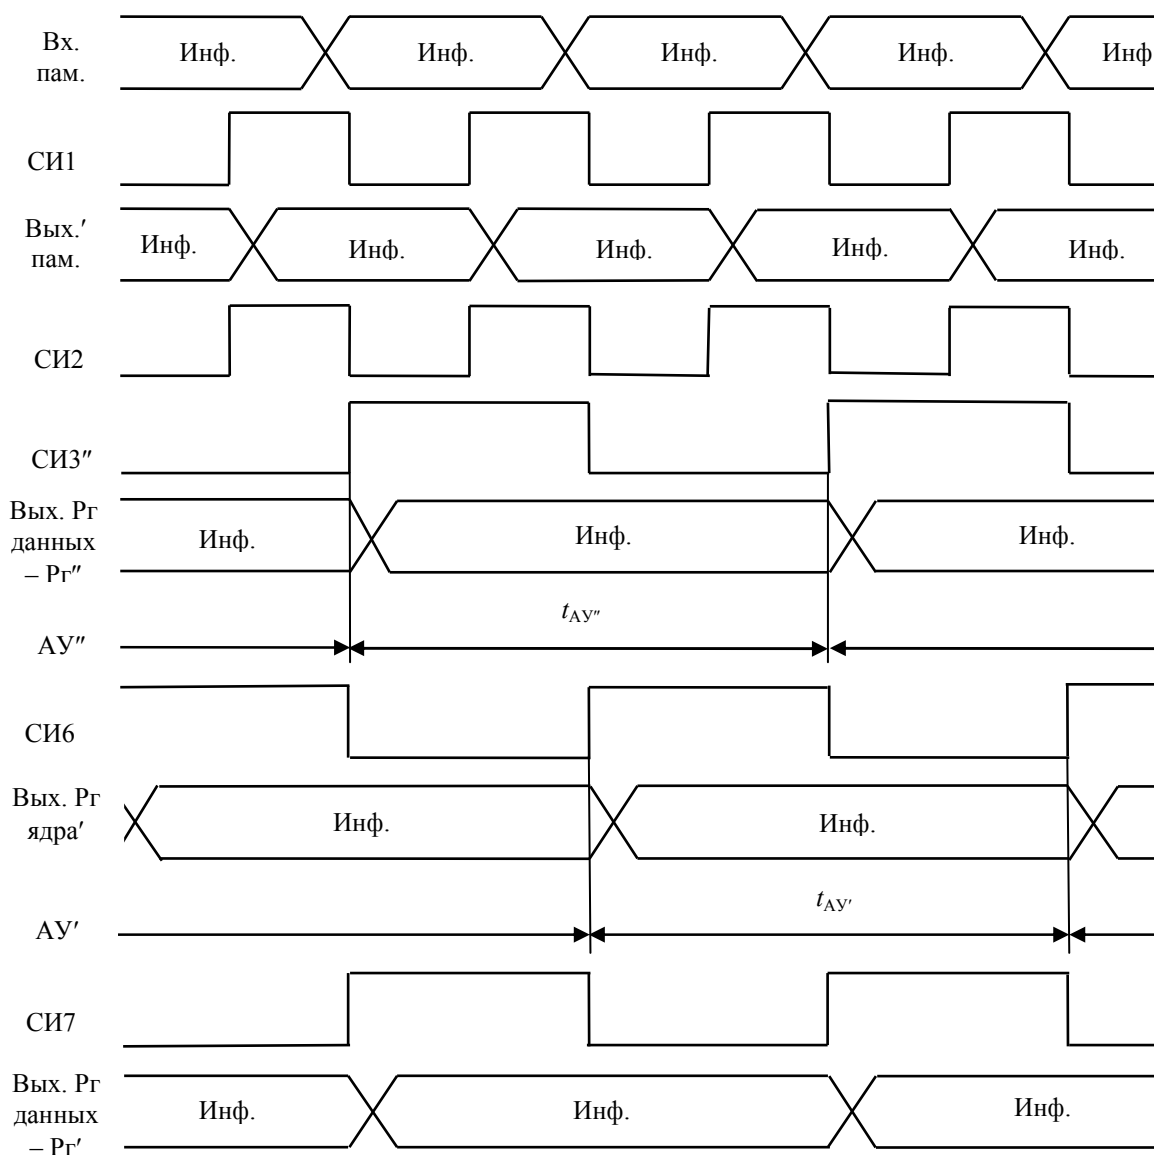 Вх.
пам.
Инф. Инф. Инф. Инф. Инф
СИ1
Вых.′
пам.
Инф. Инф. Инф. Инф. Инф.
СИ2
СИ3″
Вых. Рг
данных
– Рг″
Инф. Инф. Инф.
tАУ″
АУ″
СИ6
Вых. Рг
ядра′
Инф. Инф.
tАУ′
АУ′
СИ7
Вых. Рг
данных
– Рг′
Инф. Инф. Инф.